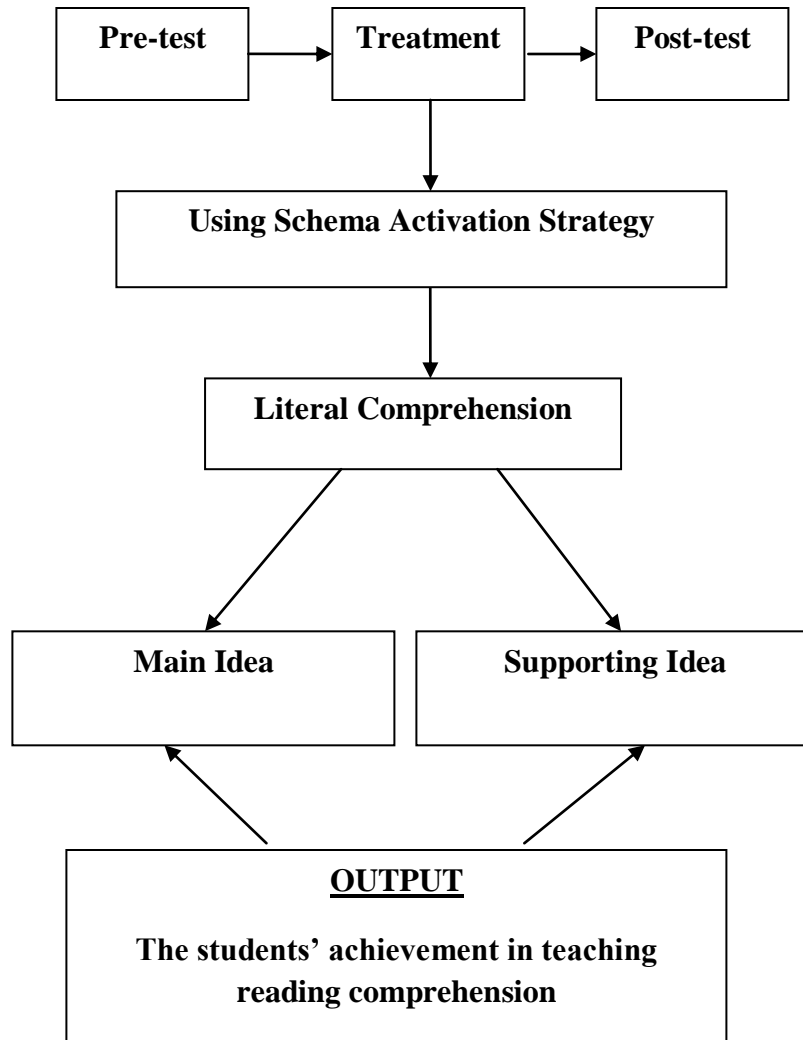 Pre-test
Treatment
Post-test
Using Schema Activation Strategy
Literal Comprehension
Main Idea
Supporting Idea
OUTPUT
The students’ achievement in teaching
reading comprehension